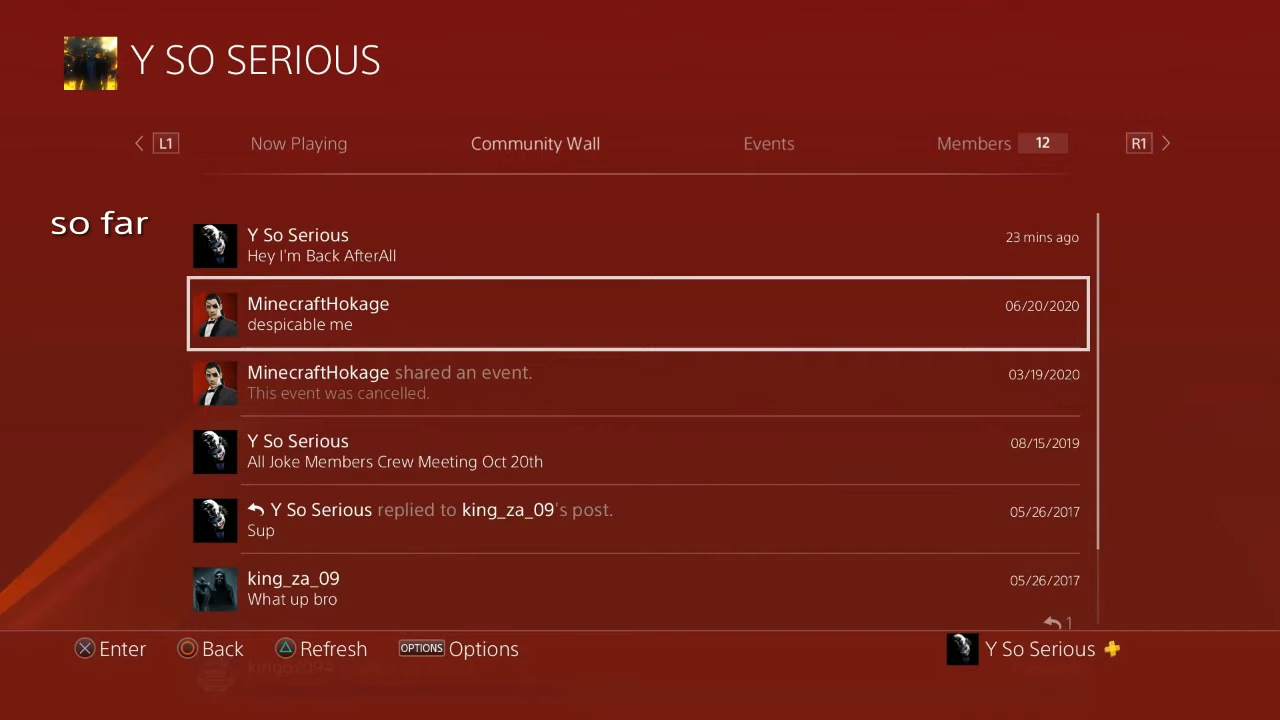 Y SO SERIOUS
L1 Now Playing Community Wall Events Members 12 R1
so far
Y So Serious 23 mins ago
Hey I'm Back AfterAll
MinecraftHokage 06/20/2020
despicable me
MinecraftHokage shared an event. 03/19/2020
This event was cancelled.
Y So Serious 08/15/2019
All Joke Members Crew Meeting Oct 20th
Y So Serious replied to king_za_09's post. 05/26/2017
Sup
king_za_09 05/26/2017
What up bro
1
Enter Back Refresh OPTIONS Options Y So Serious